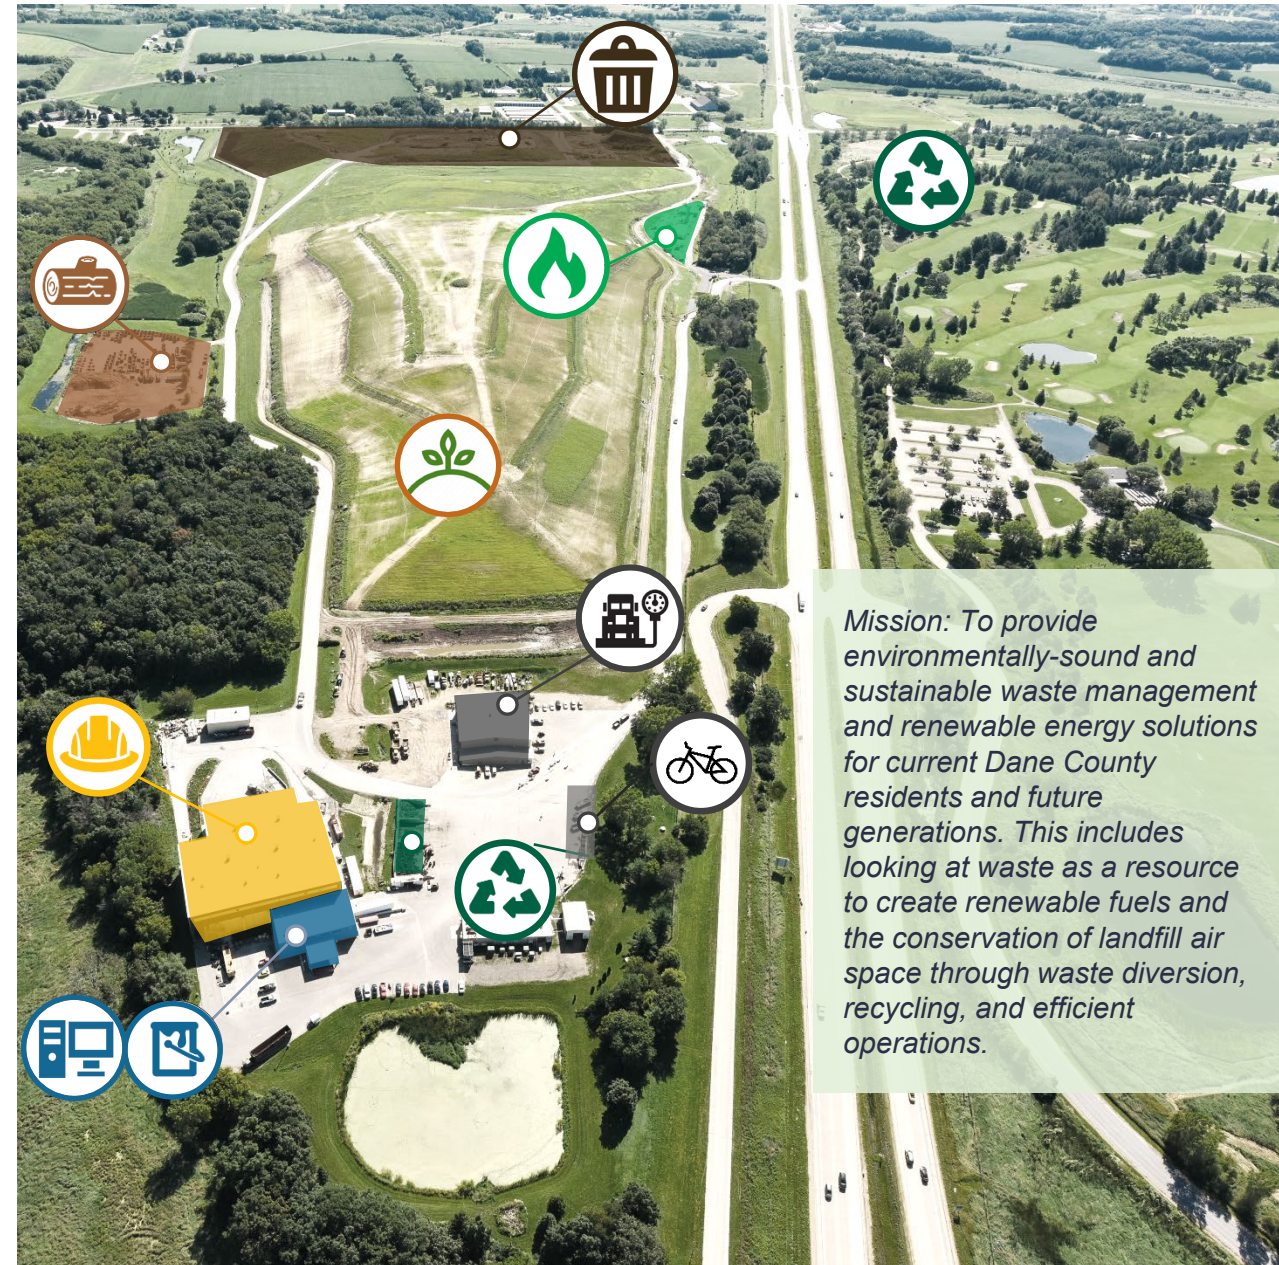 Mission: To provide
environmentally-sound and
sustainable waste management
and renewable energy solutions
for current Dane County
residents and future
generations. This includes
looking at waste as a resource
to create renewable fuels and
the conservation of landfill air
space through waste diversion,
recycling, and efficient
operations.